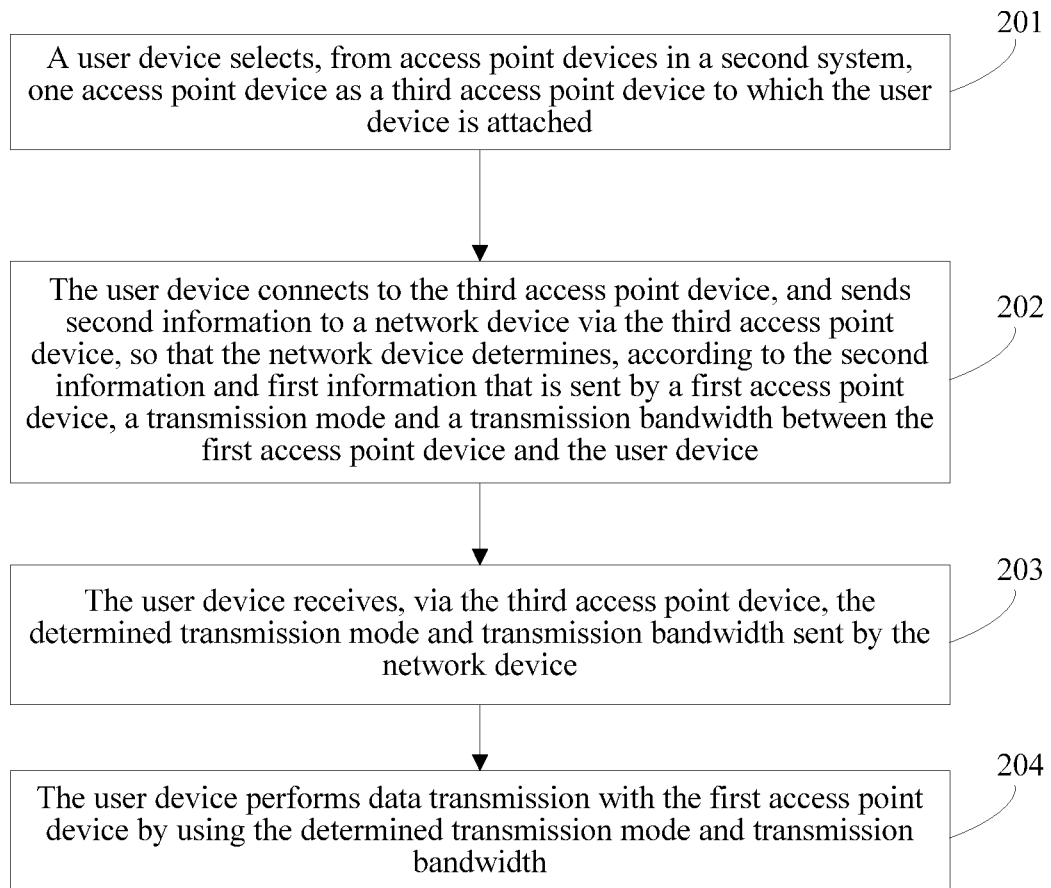 201
A user device selects, from access point devices in a second system,
one access point device as a third access point device to which the user
device is attached
202
The user device connects to the third access point device, and sends
second information to a network device via the third access point
device, so that the network device determines, according to the second
information and first information that is sent by a first access point
device, a transmission mode and a transmission bandwidth between the
first access point device and the user device
203
The user device receives, via the third access point device, the
determined transmission mode and transmission bandwidth sent by the
network device
204
The user device performs data transmission with the first access point
device by using the determined transmission mode and transmission
bandwidth